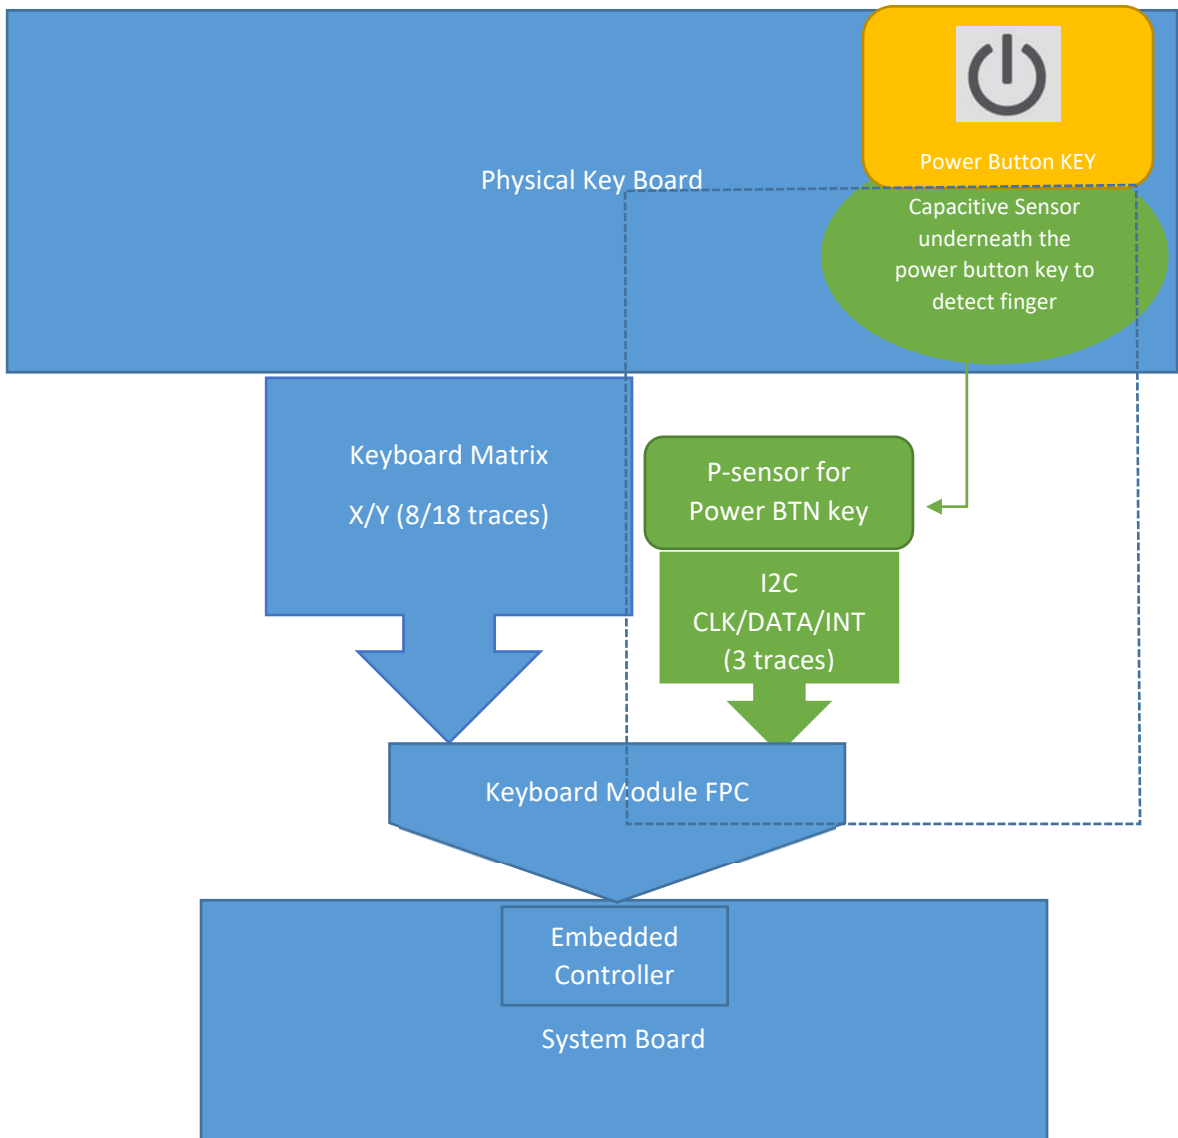 Power Button KEY
Physical Key Board
Capacitive Sensor
underneath the
power button key to
detect finger
Keyboard Matrix
X/Y (8/18 traces)
P-sensor for
Power BTN key
I2C
CLK/DATA/INT
(3 traces)
Keyboard Module FPC
Embedded
Controller
System Board